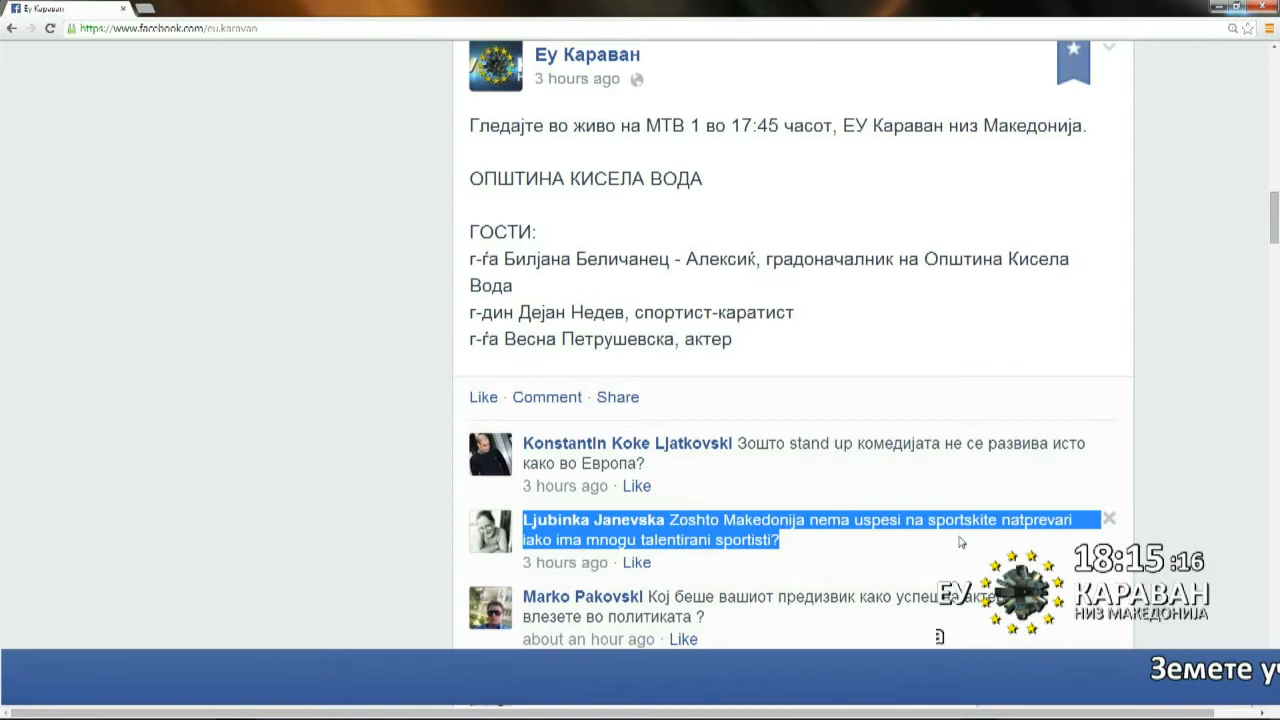 Еу Караван
https://www.facebook.com/eu.karavan
Еу Караван
3 hours ago
Гледајте во живо на МТВ 1 во 17:45 часот, ЕУ Караван низ Македонија.
ОПШТИНА КИСЕЛА ВОДА
ГОСТИ:
г-ѓа Билјана Беличанец - Алексиќ, градоначалник на Општина Кисела
Вода
г-дин Дејан Недев, спортист-каратист
г-ѓа Весна Петрушевска, актер
Like · Comment · Share
Konstantin Koke Ljatkovski Зошто stand up комедијата не се развива исто
како во Европа?
3 hours ago · Like
Ljubinka Janevska Zoshto Makedonija nema uspesi na sportskite natprevari
iako ima mnogu talentirani sportisti?
3 hours ago · Like
Marko Pakovski Кој беше вашиот предизвик како
влезете во политиката ?
about an hour ago · Like
18:15:16
ЕУ КАРАВАН
НИЗ МАКЕДОНИЈА
Земете